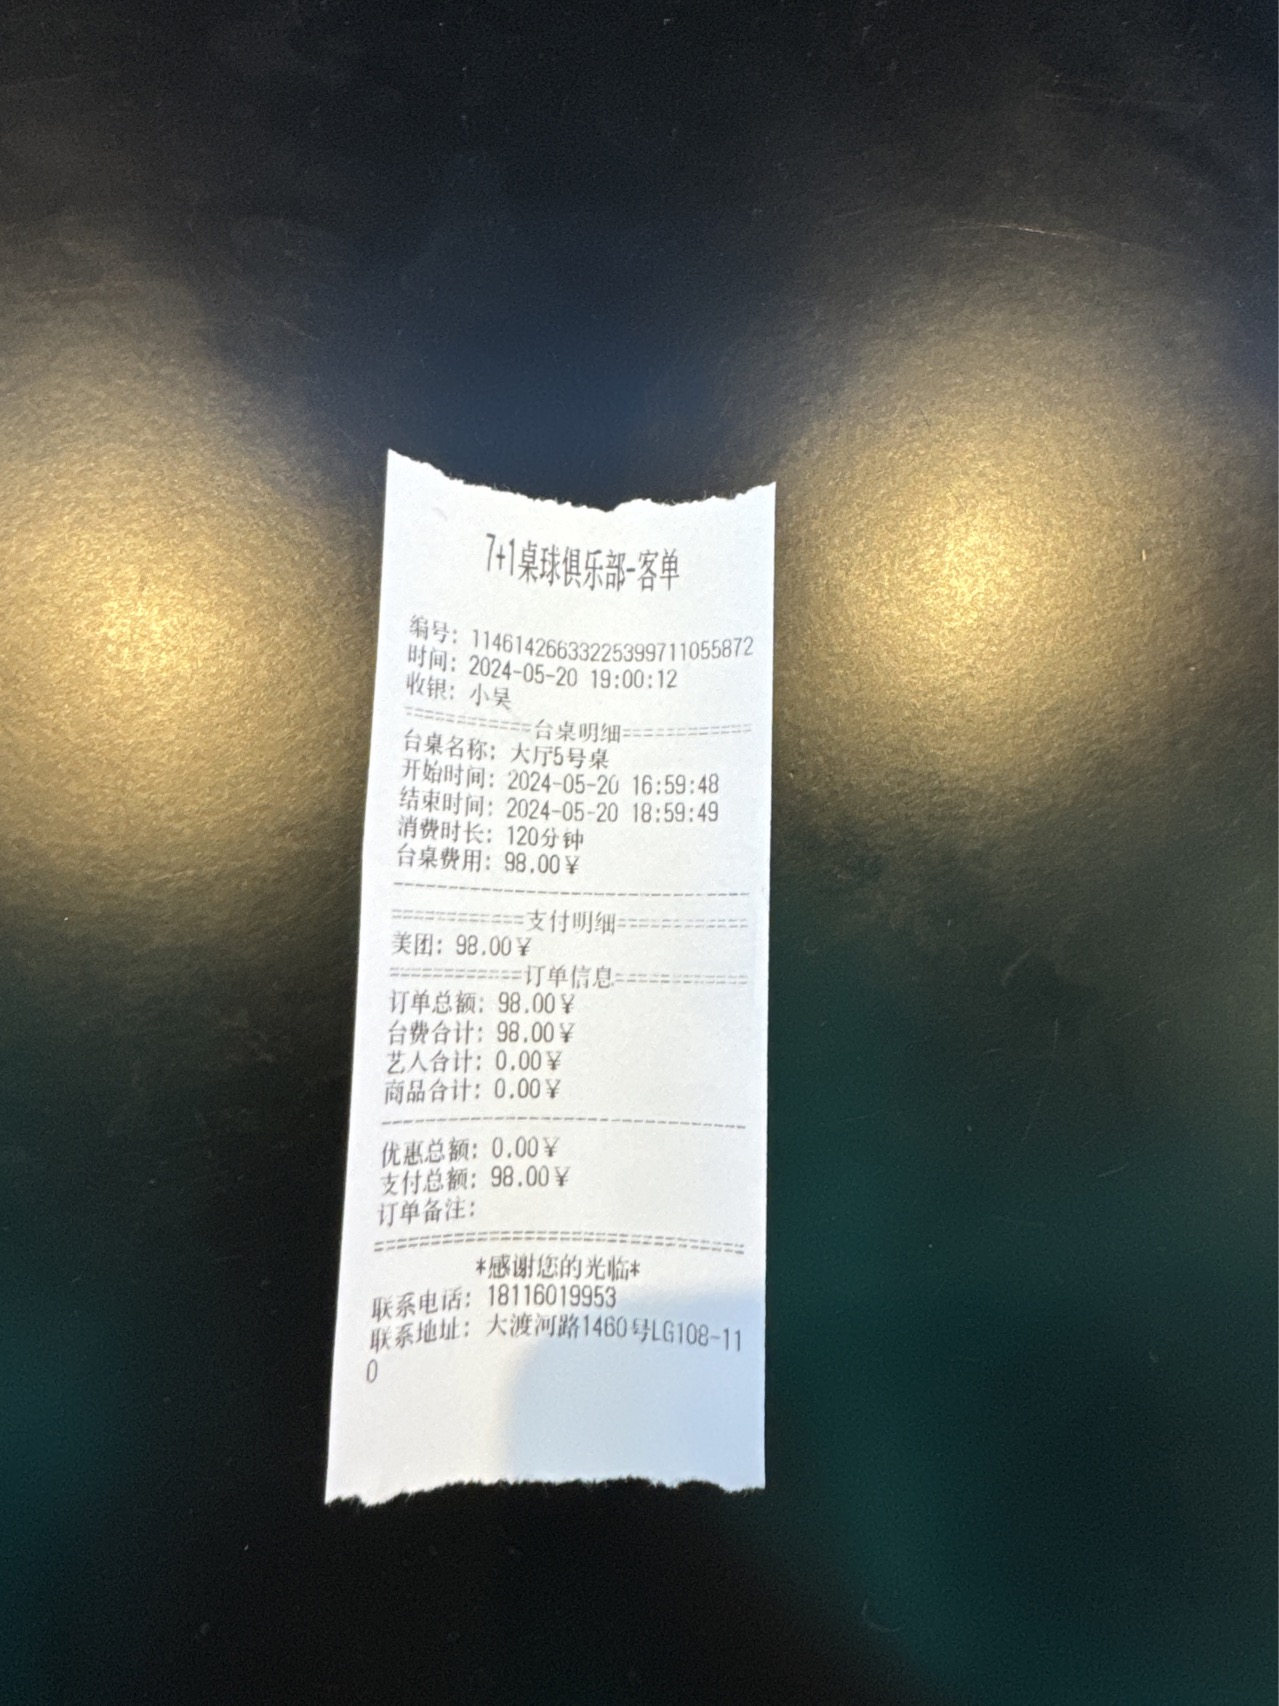 7+1桌球俱乐部-客单
编号: 1146142663322539971​1055872
时间: 2024-05-20 19:00:12
收银: 小吴
============台桌明细============
台桌名称: 大厅5号桌
开始时间: 2024-05-20 16:59:48
结束时间: 2024-05-20 18:59:49
消费时长: 120分钟
台桌费用: 98.00¥
--------------------------------
============支付明细============
美团: 98.00¥
============订单信息============
订单总额: 98.00¥
台费合计: 98.00¥
艺人合计: 0.00¥
商品合计: 0.00¥
--------------------------------
优惠总额: 0.00¥
支付总额: 98.00¥
订单备注:
================================
*感谢您的光临*
联系电话: 18116019953
联系地址: 大渡河路1460号LG108-11
0